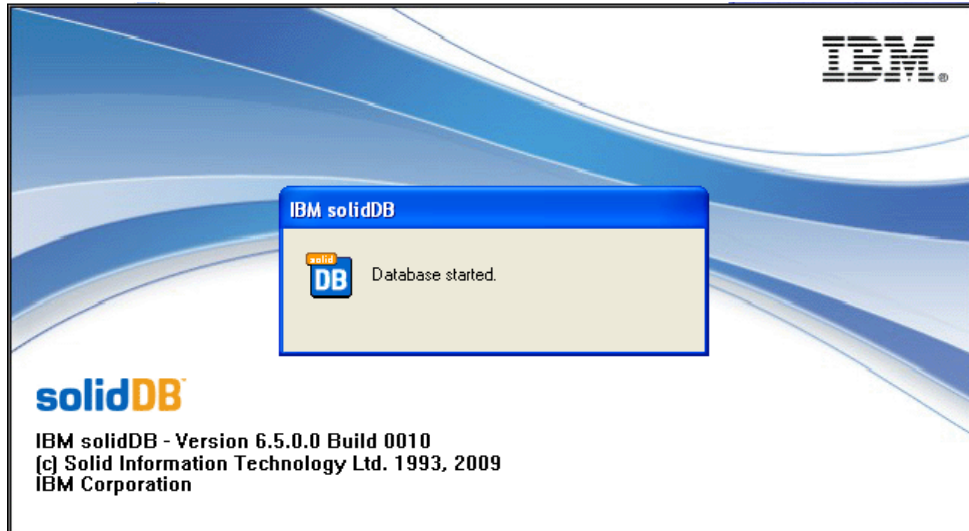 IBM®
IBM solidDB
solid
DB
Database started.
solidDB™
IBM solidDB - Version 6.5.0.0 Build 0010
(c) Solid Information Technology Ltd. 1993, 2009
IBM Corporation